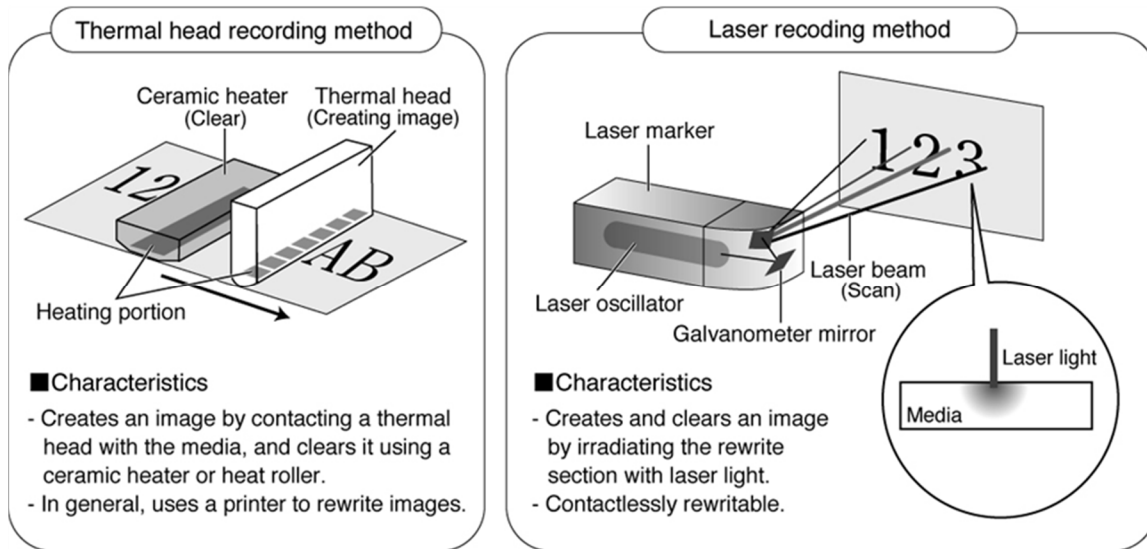 Thermal head recording method
Ceramic heater
(Clear)
Thermal head
(Creating image)
12
AB
Heating portion
■Characteristics
- Creates an image by contacting a thermal
head with the media, and clears it using a
ceramic heater or heat roller.
- In general, uses a printer to rewrite images.
Laser recoding method
Laser marker
123
Laser beam
(Scan)
Laser oscillator
Galvanometer mirror
Laser light
Media
■Characteristics
- Creates and clears an image
by irradiating the rewrite
section with laser light.
- Contactlessly rewritable.